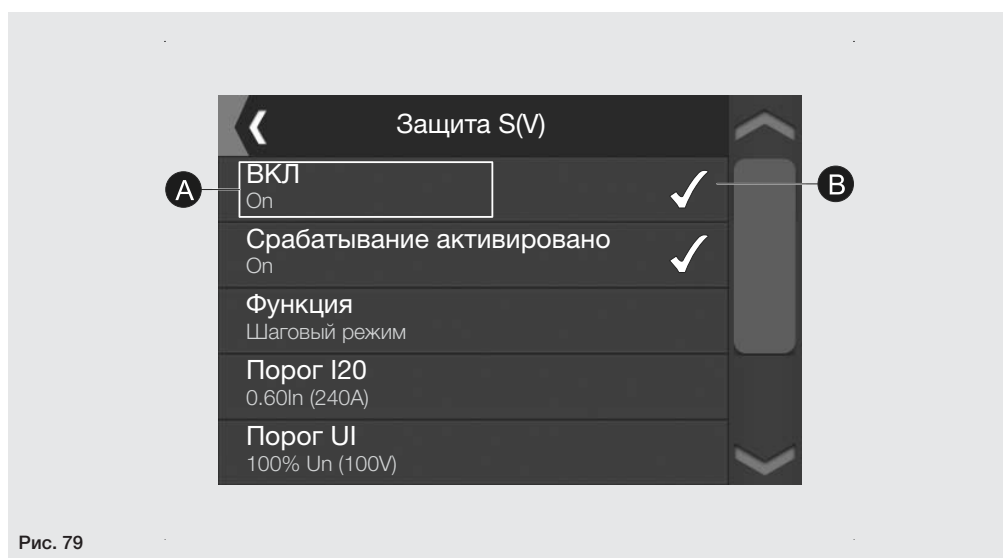 Защита S(V)
A
ВКЛ
On
B
Срабатывание активировано
On
Функция
Шаговый режим
Порог I20
0.60In (240A)
Порог UI
100% Un (100V)
Рис. 79